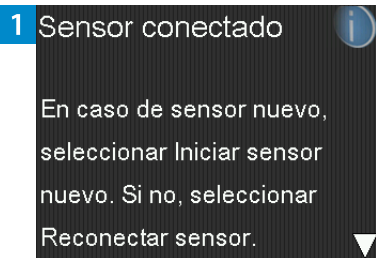 1 Sensor conectado i
En caso de sensor nuevo,
seleccionar Iniciar sensor
nuevo. Si no, seleccionar
Reconectar sensor.